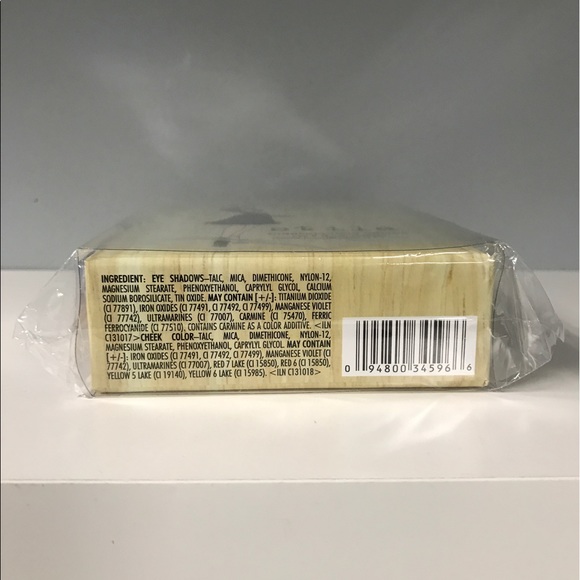 INGREDIENT: EYE SHADOWS–TALC, MICA, DIMETHICONE, NYLON-12,
MAGNESIUM STEARATE, PHENOXYETHANOL, CAPRYLYL GLYCOL, CALCIUM
SODIUM BOROSILICATE, TIN OXIDE. MAY CONTAIN [+/-]: TITANIUM DIOXIDE
(CI 77891), IRON OXIDES (CI 77491, CI 77492, CI 77499), MANGANESE VIOLET
(CI 77742), ULTRAMARINES (CI 77007), CARMINE (CI 75470), FERRIC
FERROCYANIDE (CI 77510), CONTAINS CARMINE AS A COLOR ADDITIVE. <ILN
C131017>CHEEK COLOR–TALC, MICA, DIMETHICONE, NYLON-12,
MAGNESIUM STEARATE, PHENOXYETHANOL, CAPRYLYL GLYCOL. MAY CONTAIN
[+/-]: IRON OXIDES (CI 77491, CI 77492, CI 77499), MANGANESE VIOLET (CI
77742), ULTRAMARINES (CI 77007), RED 7 LAKE (CI 15850), RED 6 (CI 15850),
YELLOW 5 LAKE (CI 19140), YELLOW 6 LAKE (CI 15985). <ILN C131018>
0 94800 34596 6